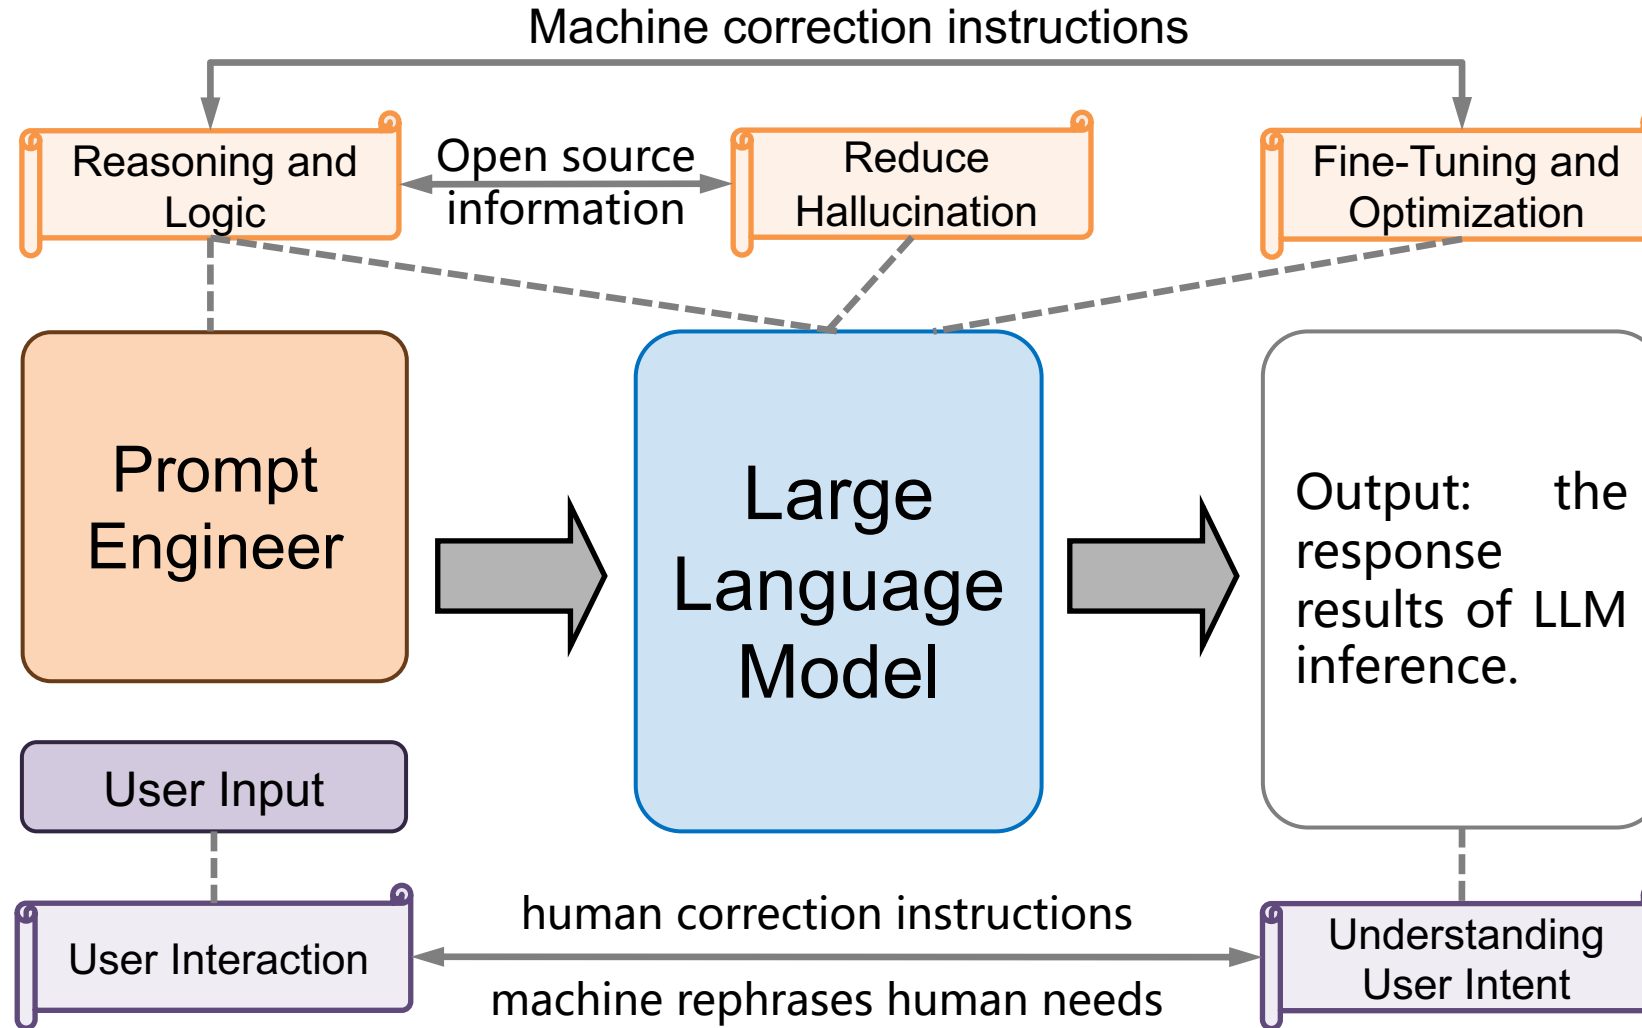 Machine correction instructions
Reasoning and
Logic
Open source
information
Reduce
Hallucination
Fine-Tuning and
Optimization
Prompt
Engineer
Large
Language
Model
Output: the
response
results of LLM
inference.
User Input
User Interaction
human correction instructions
machine rephrases human needs
Understanding
User Intent